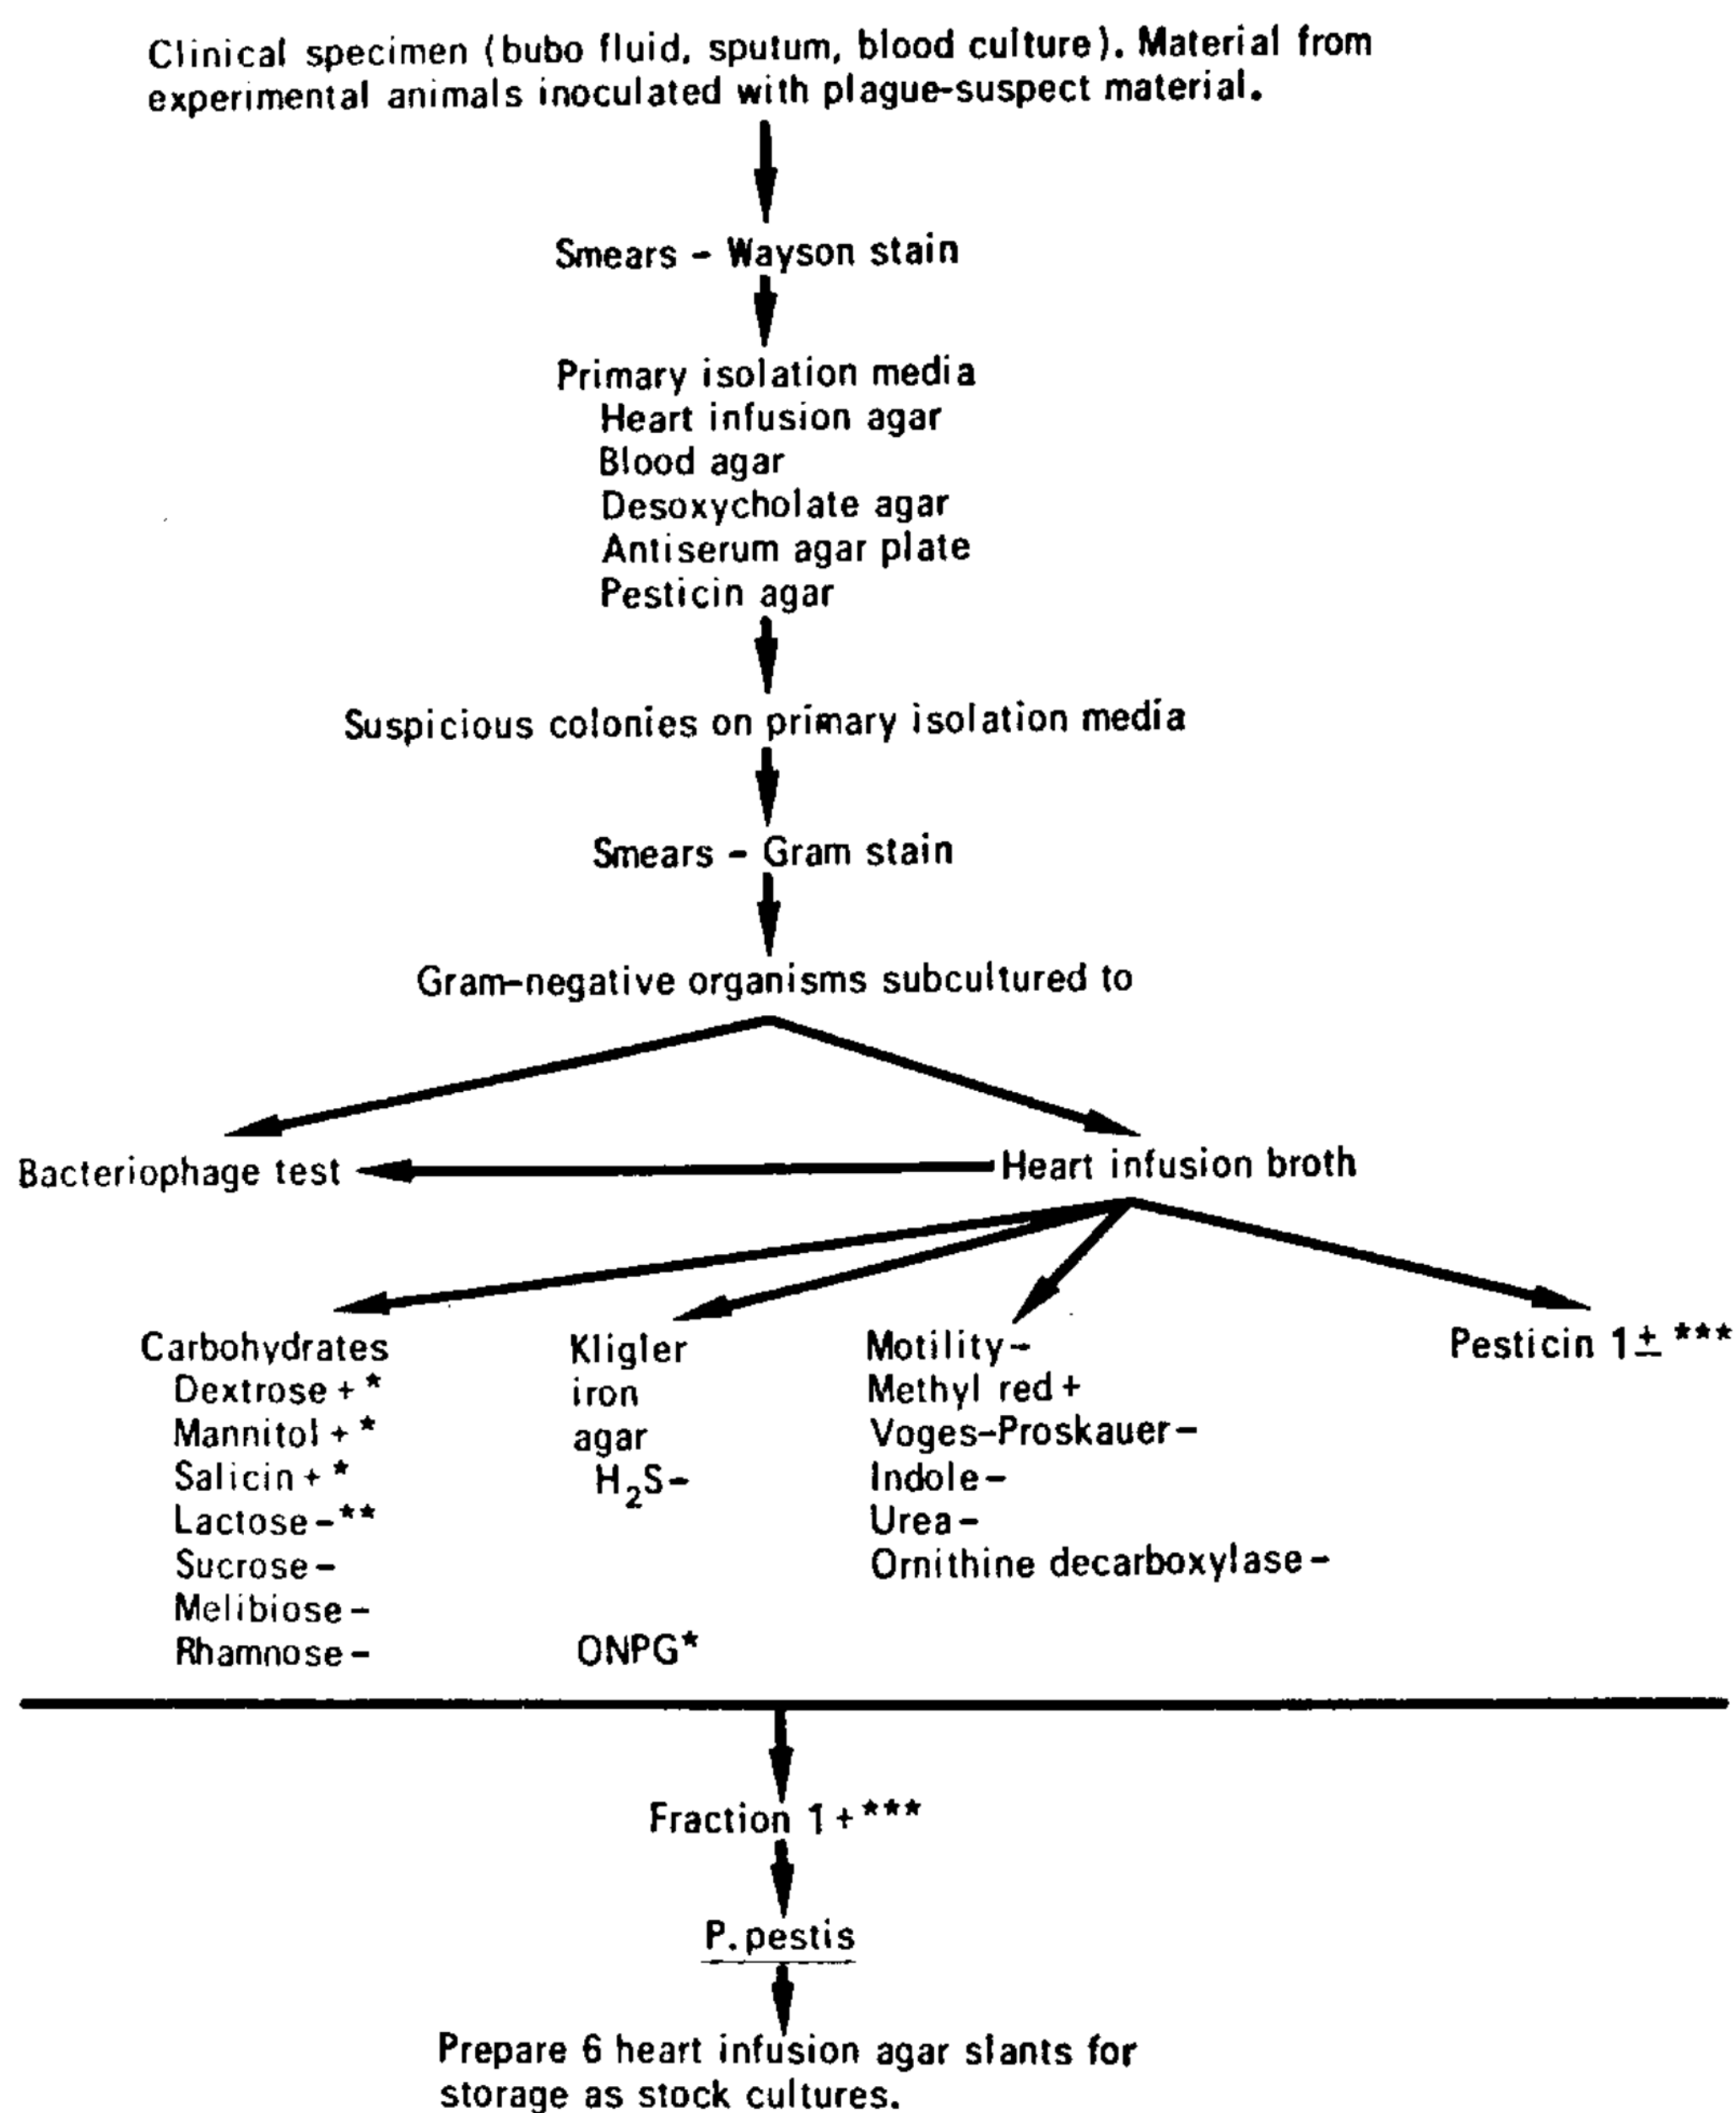 Clinical specimen (bubo fluid, sputum, blood culture). Material from
experimental animals inoculated with plague-suspect material.
Smears - Wayson stain
Primary isolation media
Heart infusion agar
Blood agar
Desoxycholate agar
Antiserum agar plate
Pesticin agar
Suspicious colonies on primary isolation media
Smears - Gram stain
Gram-negative organisms subcultured to
Bacteriophage test
Heart infusion broth
Carbohydrates
Dextrose + *
Mannitol + *
Salicin + *
Lactose - **
Sucrose -
Melibiose -
Rhamnose -
Kligler
iron
agar
H₂S -
ONPG*
Motility -
Methyl red +
Voges-Proskauer -
Indole -
Urea -
Ornithine decarboxylase -
Pesticin 1 ± ***
Fraction 1 + ***
P. pestis
Prepare 6 heart infusion agar slants for
storage as stock cultures.